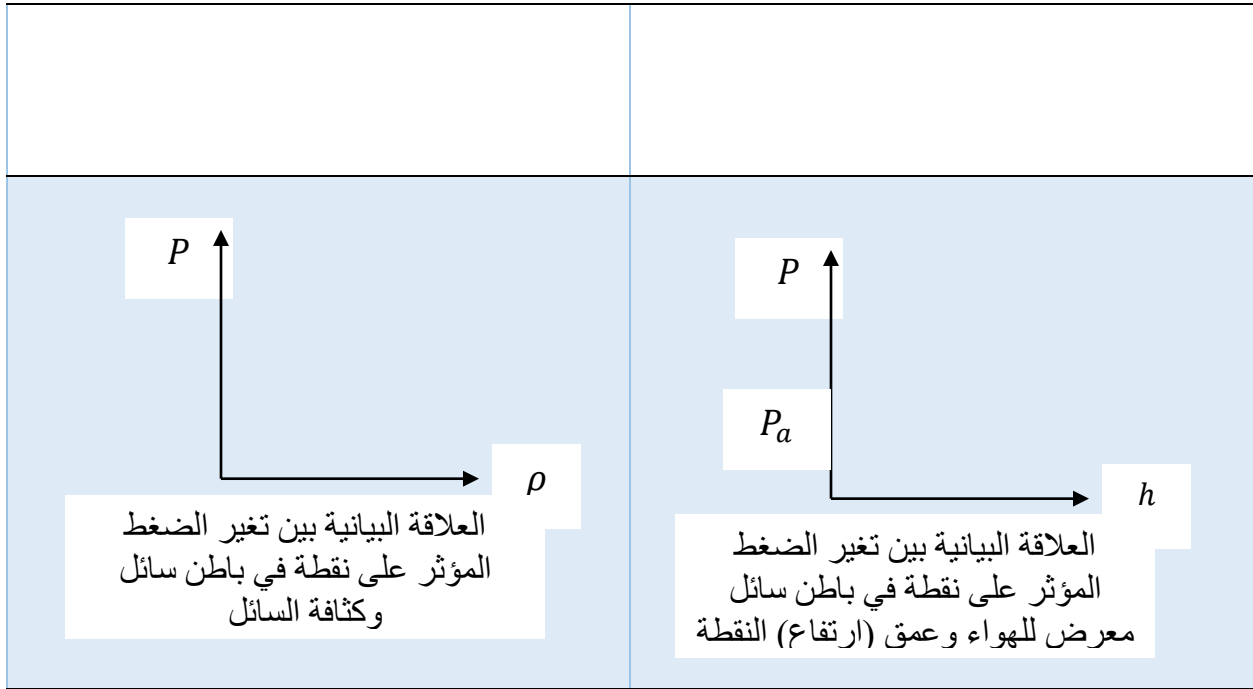 P
P_a
h
العلاقة البيانية بين تغير الضغط
المؤثر على نقطة في باطن سائل
معرض للهواء وعمق (ارتفاع) النقطة
P
ρ
العلاقة البيانية بين تغير الضغط
المؤثر على نقطة في باطن سائل
وكثافة السائل